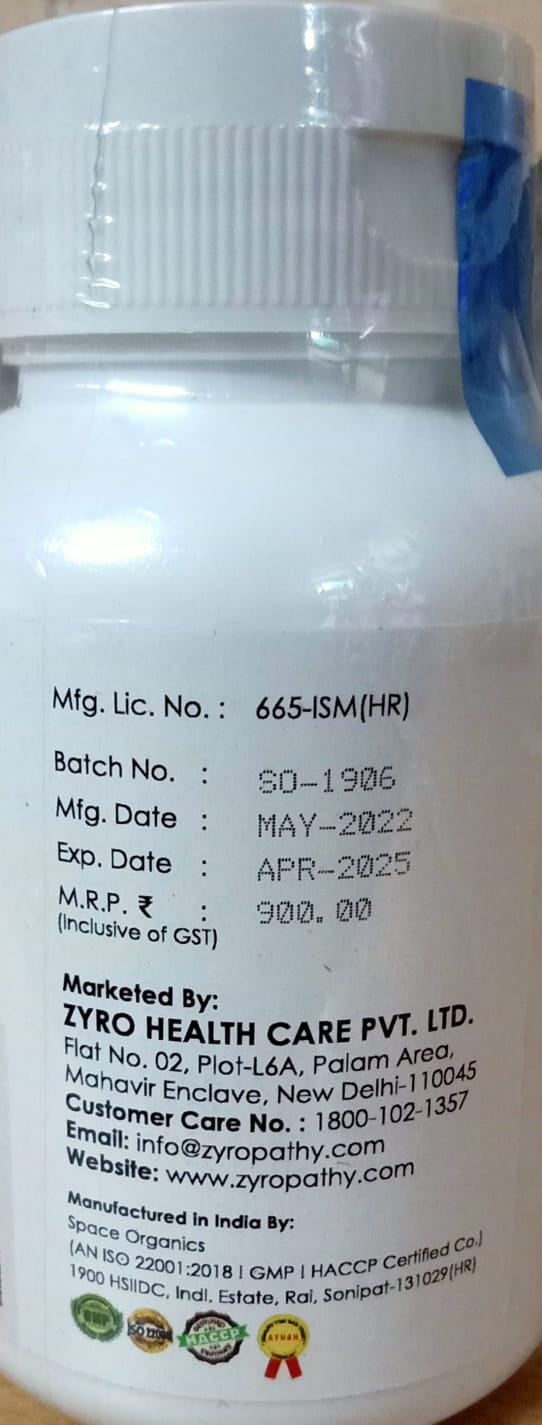 Mfg. Lic. No. : 665-ISM(HR)
Batch No. : SO-1906
Mfg. Date : MAY-2022
Exp. Date : APR-2025
M.R.P. ₹ : 900.00
(Inclusive of GST)
Marketed By:
ZYRO HEALTH CARE PVT. LTD.
Flat No. 02, Plot-L6A, Palam Area,
Mahavir Enclave, New Delhi-110045
Customer Care No. : 1800-102-1357
Email: info@zyropathy.com
Website: www.zyropathy.com
Manufactured in India By:
Space Organics
(AN ISO 22001:2018 | GMP | HACCP Certified Co.)
1900 HSIIDC, Indl. Estate, Rai, Sonipat-131029(HR)
GMP
HACCP
AYUSH